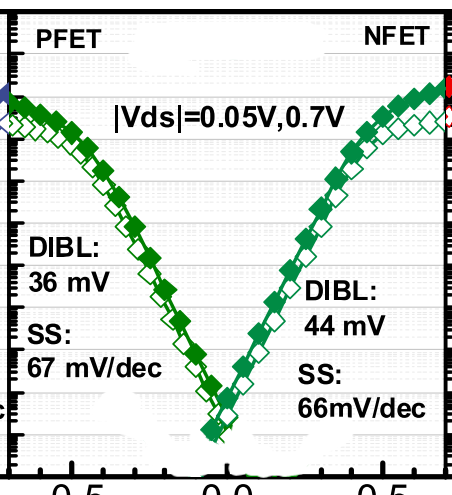 PFET
NFET
|Vds|=0.05V,0.7V
DIBL:
36 mV
DIBL:
44 mV
SS:
67 mV/dec
SS:
66mV/dec